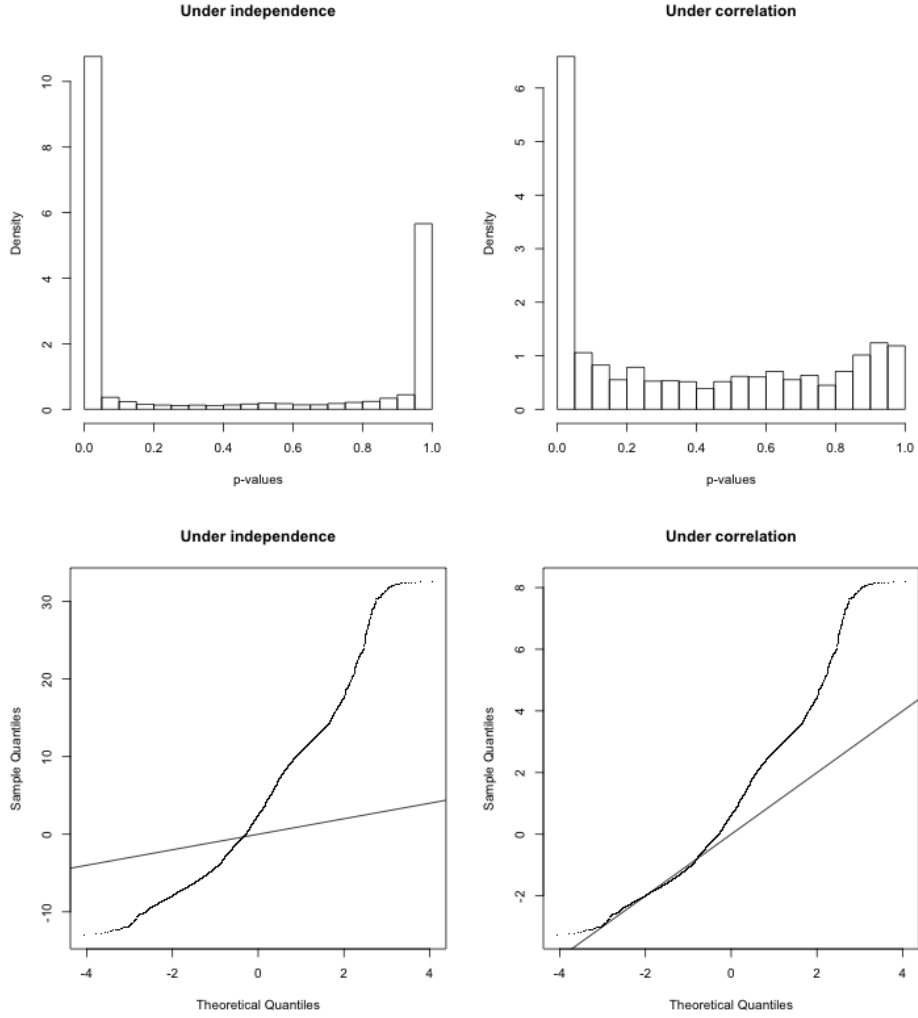 Under independence
Under correlation
Density
10
8
6
4
2
0
0.0 0.2 0.4 0.6 0.8 1.0
p-values
Density
6
5
4
3
2
1
0
0.0 0.2 0.4 0.6 0.8 1.0
p-values
Under independence
Under correlation
Sample Quantiles
30
20
10
0
-10
-4 -2 0 2 4
Theoretical Quantiles
Sample Quantiles
8
6
4
2
0
-2
-4 -2 0 2 4
Theoretical Quantiles